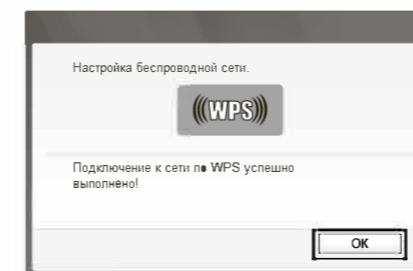 Настройка беспроводной сети.
(((WPS)))
Подключение к сети по WPS успешно
выполнено!
OK